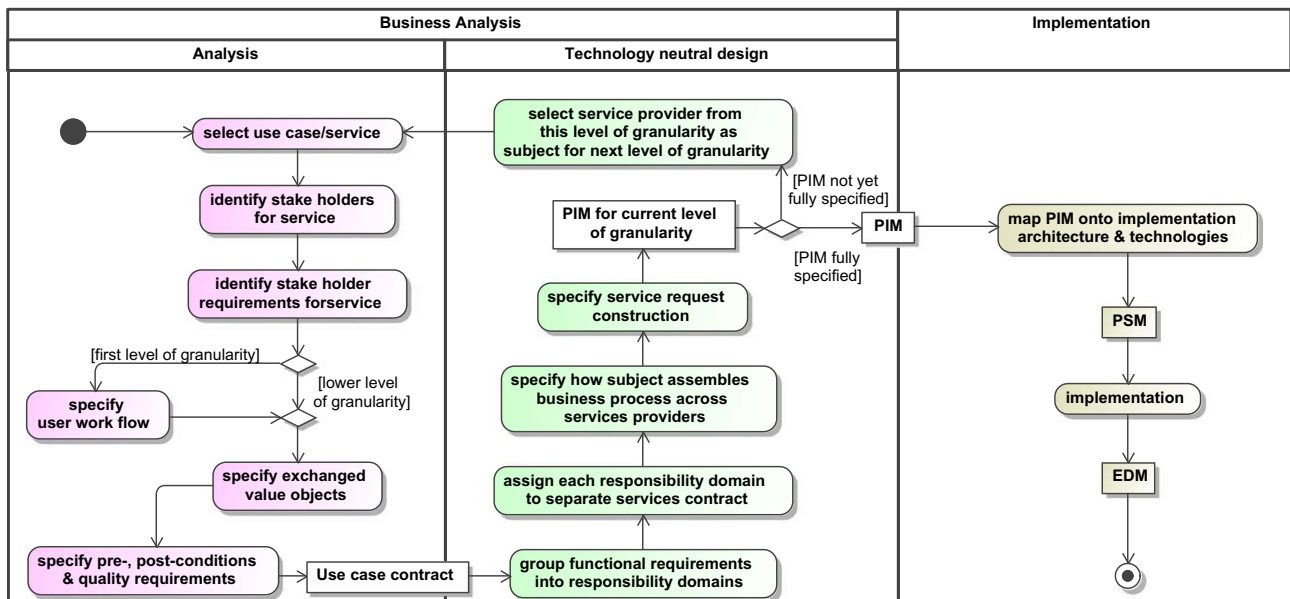 Business Analysis
Implementation
Analysis
Technology neutral design
select use case/service
identify stake holders
for service
identify stake holder
requirements forservice
[first level of granularity]
[lower level
of granularity]
specify
user work flow
specify exchanged
value objects
specify pre-, post-conditions
& quality requirements
Use case contract
select service provider from
this level of granularity as
subject for next level of granularity
[PIM not yet
fully specified]
PIM for current level
of granularity
PIM
[PIM fully
specified]
specify service request
construction
specify how subject assembles
business process across
services providers
assign each responsibility domain
to separate services contract
group functional requirements
into responsibility domains
map PIM onto implementation
architecture & technologies
PSM
implementation
EDM